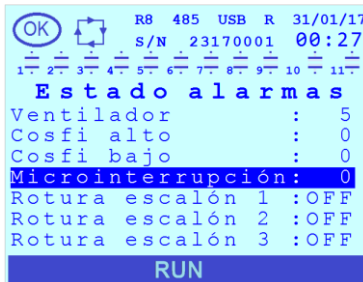 OK R8 485 USB R 31/01/17
S/N 23170001 00:27
1 2 3 4 5 6 7 8 9 10 11
Estado alarmas
Ventilador : 5
Cosfi alto : 0
Cosfi bajo : 0
Microinterrupción: 0
Rotura escalón 1 :OFF
Rotura escalón 2 :OFF
Rotura escalón 3 :OFF
RUN